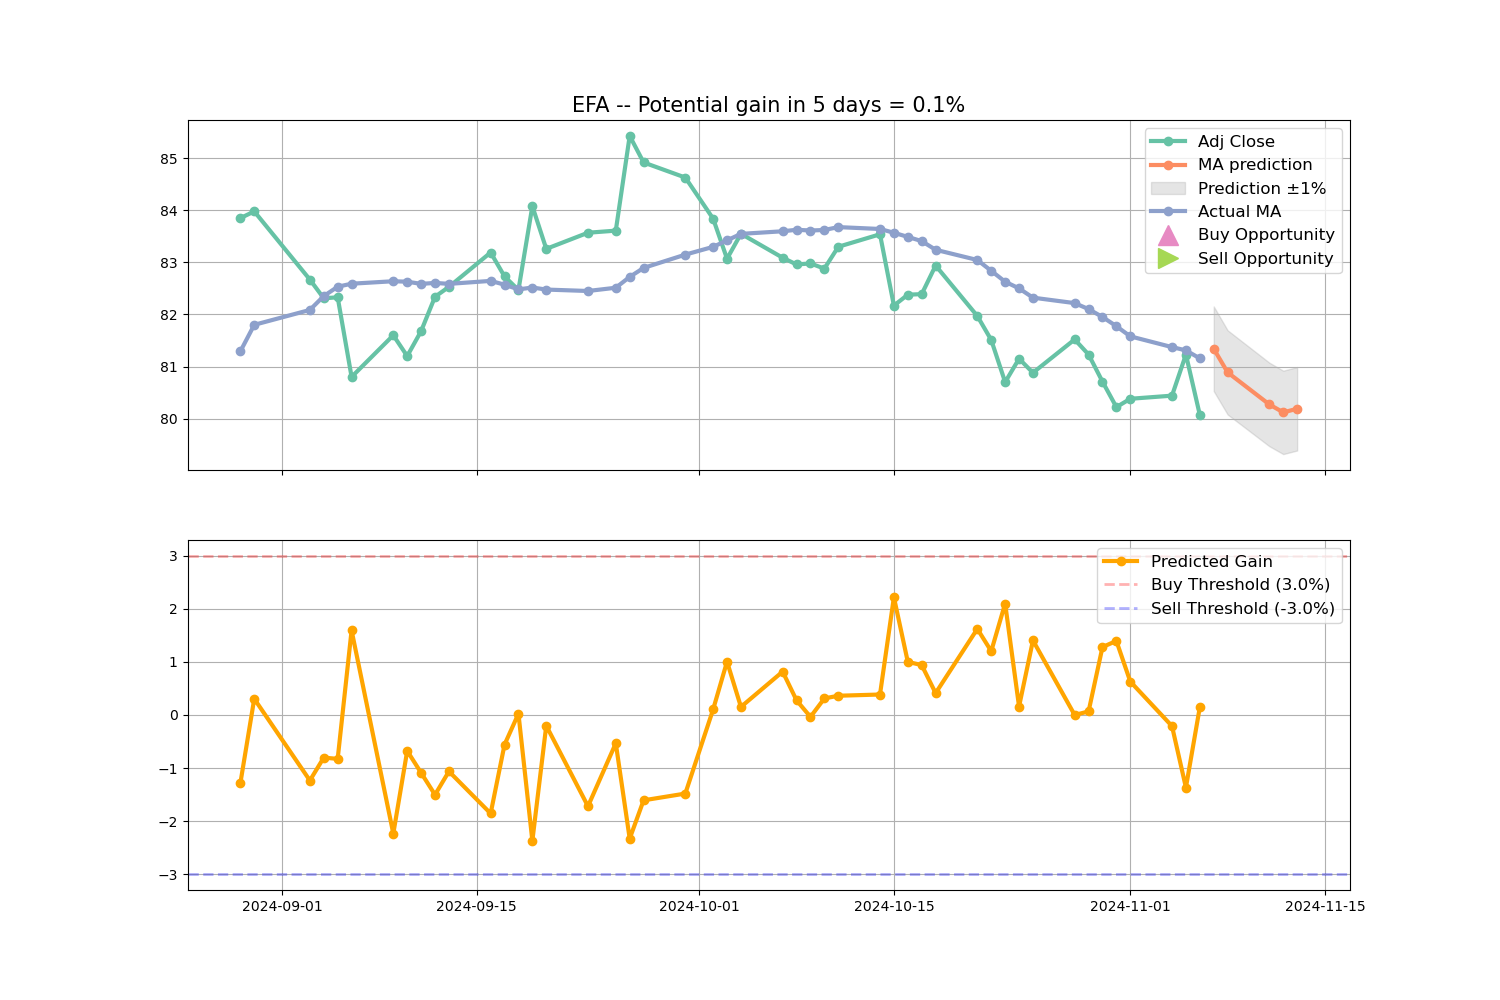 EFA -- Potential gain in 5 days = 0.1%
85
84
83
82
81
80
Adj Close
MA prediction
Prediction ±1%
Actual MA
Buy Opportunity
Sell Opportunity
3
2
1
0
−1
−2
−3
Predicted Gain
Buy Threshold (3.0%)
Sell Threshold (-3.0%)
2024-09-01 2024-09-15 2024-10-01 2024-10-15 2024-11-01 2024-11-15